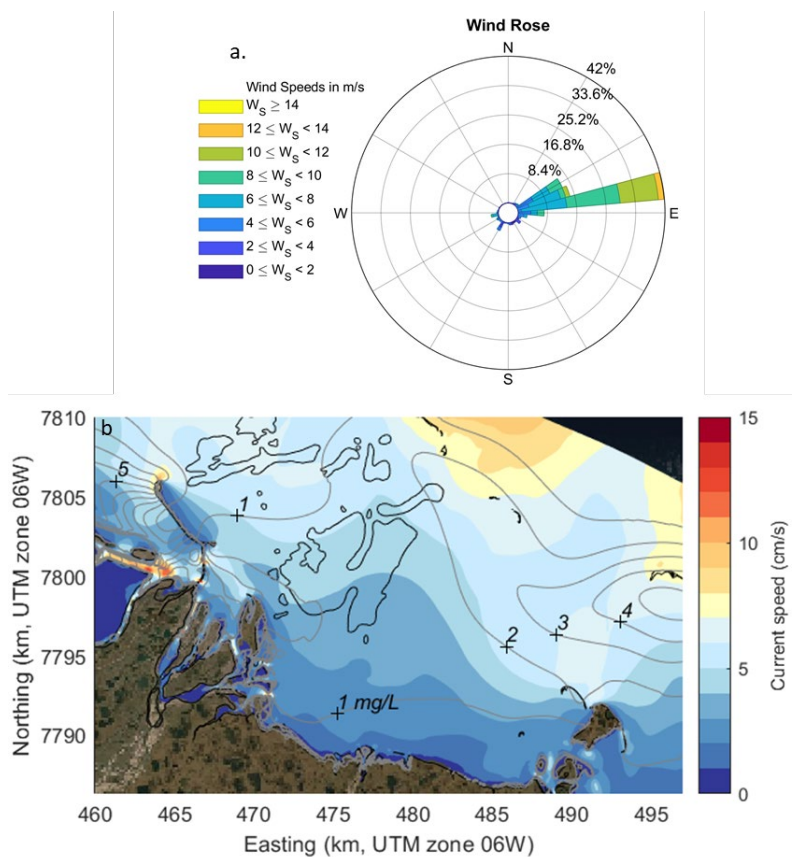 Wind Rose
a.
N
42%
33.6%
25.2%
16.8%
8.4%
W
E
S
Wind Speeds in m/s
W_S ≥ 14
12 ≤ W_S < 14
10 ≤ W_S < 12
8 ≤ W_S < 10
6 ≤ W_S < 8
4 ≤ W_S < 6
2 ≤ W_S < 4
0 ≤ W_S < 2
b
7810
7805
7800
7795
7790
Northing (km, UTM zone 06W)
5
1
2
3
4
1 mg/L
460
465
470
475
480
485
490
495
Easting (km, UTM zone 06W)
15
10
5
0
Current speed (cm/s)